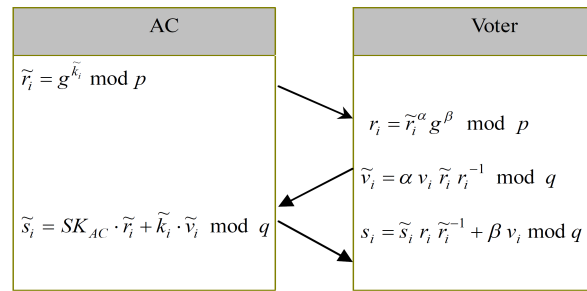 AC
Voter
r̃ᵢ = g^k̃ᵢ mod p
rᵢ = r̃ᵢ^α g^β mod p
ṽᵢ = α vᵢ r̃ᵢ rᵢ⁻¹ mod q
s̃ᵢ = SK_AC · r̃ᵢ + k̃ᵢ · ṽᵢ mod q
sᵢ = s̃ᵢ rᵢ r̃ᵢ⁻¹ + β vᵢ mod q